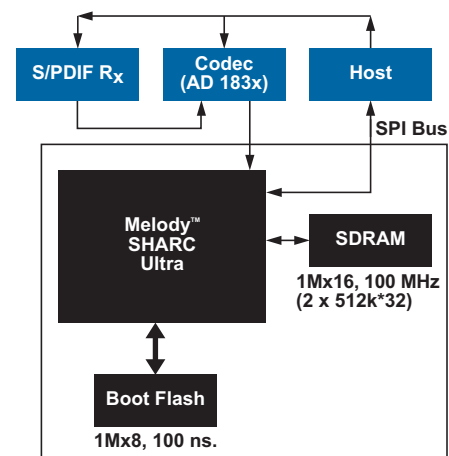 S/PDIF Rx
Codec
(AD 183x)
Host
SPI Bus
Melody™
SHARC
Ultra
SDRAM
1Mx16, 100 MHz
(2 x 512k*32)
Boot Flash
1Mx8, 100 ns.